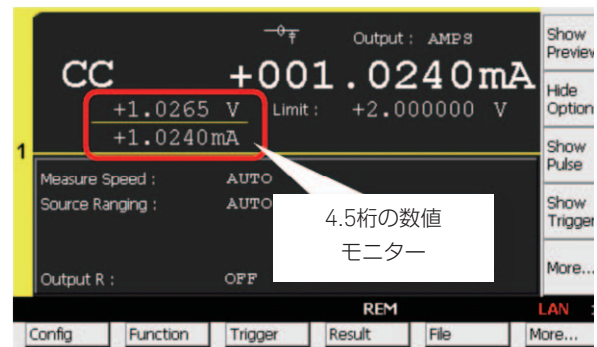 Output : AMPS
CC +001.0240mA
+1.0265 V Limit : +2.000000 V
+1.0240mA
1
Measure Speed : AUTO
Source Ranging : AUTO
Output R : OFF
4.5桁の数値
モニター
Show
Preview
Hide
Option
Show
Pulse
Show
Trigger
More...
REM LAN
Config Function Trigger Result File More...